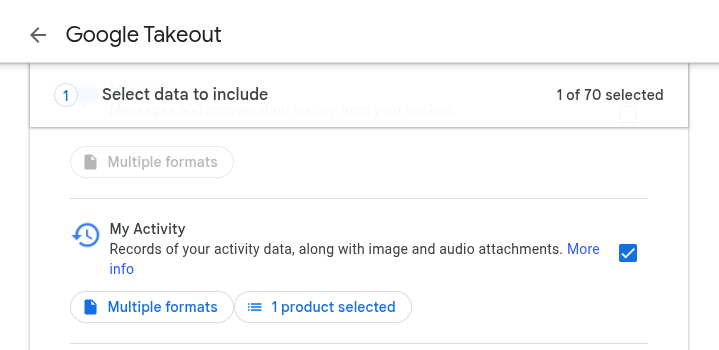 Google Takeout
1 Select data to include 1 of 70 selected
Messages and conversation history from your backup
Multiple formats
My Activity
Records of your activity data, along with image and audio attachments. More
info
Multiple formats 1 product selected